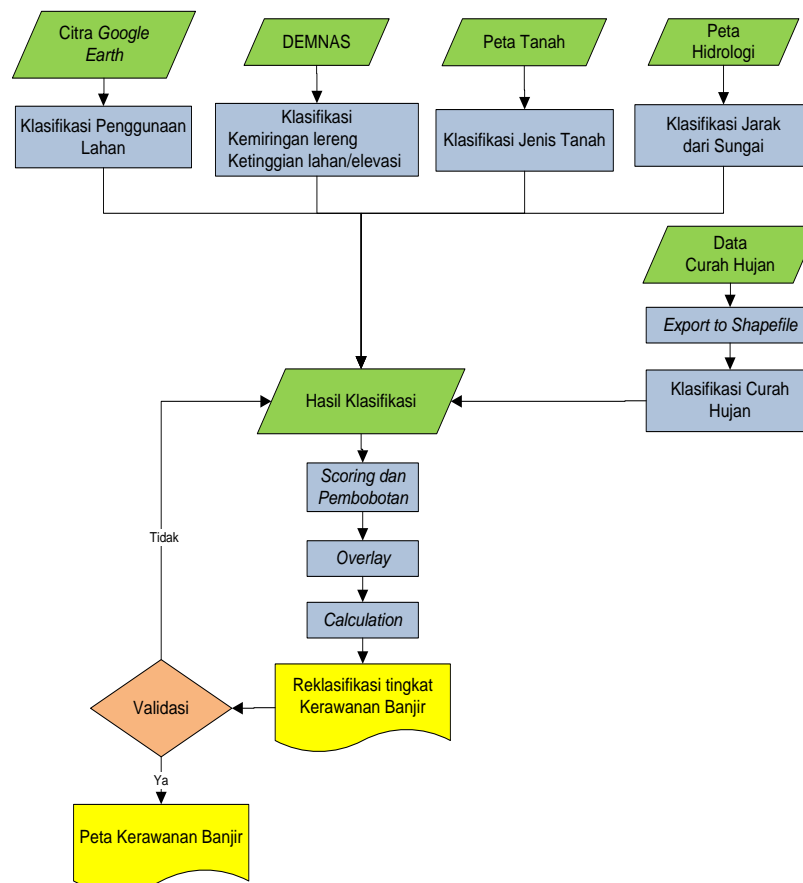 Citra Google
Earth
DEMNAS
Peta Tanah
Peta
Hidrologi
Klasifikasi Penggunaan
Lahan
Klasifikasi
Kemiringan lereng
Ketinggian lahan/elevasi
Klasifikasi Jenis Tanah
Klasifikasi Jarak
dari Sungai
Data
Curah Hujan
Export to Shapefile
Klasifikasi Curah
Hujan
Hasil Klasifikasi
Scoring dan
Pembobotan
Overlay
Calculation
Reklasifikasi tingkat
Kerawanan Banjir
Validasi
Tidak
Ya
Peta Kerawanan Banjir